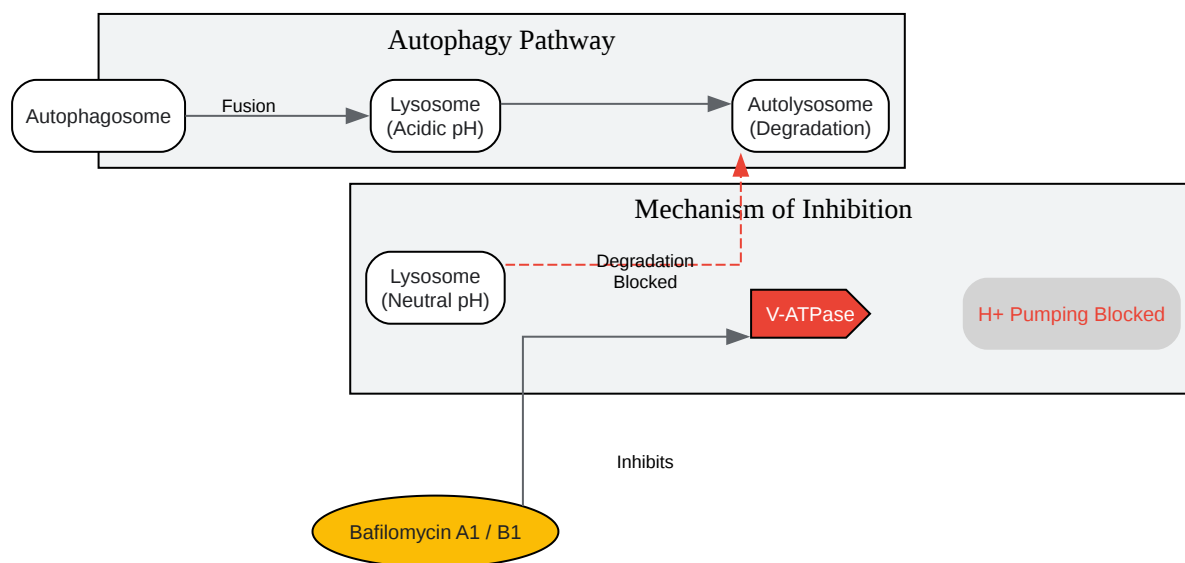 Autophagy Pathway
Autophagosome
Fusion
Lysosome
(Acidic pH)
Autolysosome
(Degradation)
Mechanism of Inhibition
Lysosome
(Neutral pH)
Degradation
Blocked
V-ATPase
H+ Pumping Blocked
Inhibits
Bafilomycin A1 / B1